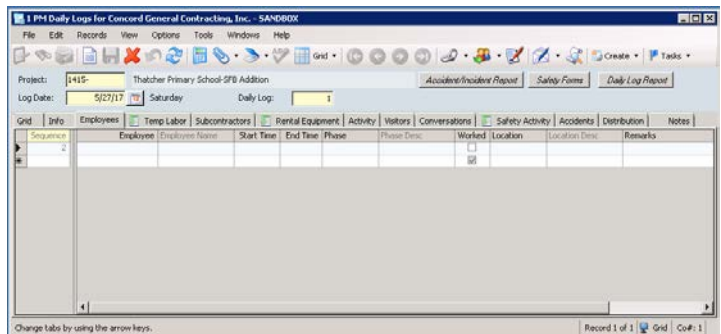 1 PM Daily Logs for Concord General Contracting, Inc. - SANDBOX
File Edit Records View Options Tools Windows Help
Grid Create Tasks
Project: 1415- Thatcher Primary School-SFB Addition Accident/Incident Report Safety Forms Daily Log Report
Log Date: 5/27/17 Saturday Daily Log: 1
Grid Info Employees Temp Labor Subcontractors Rental Equipment Activity Visitors Conversations Safety Activity Accidents Distribution Notes
Sequence Employee Employee Name Start Time End Time Phase Phase Desc Worked Location Location Desc Remarks
2
Change tabs by using the arrow keys. Record 1 of 1 Grid Co#: 1